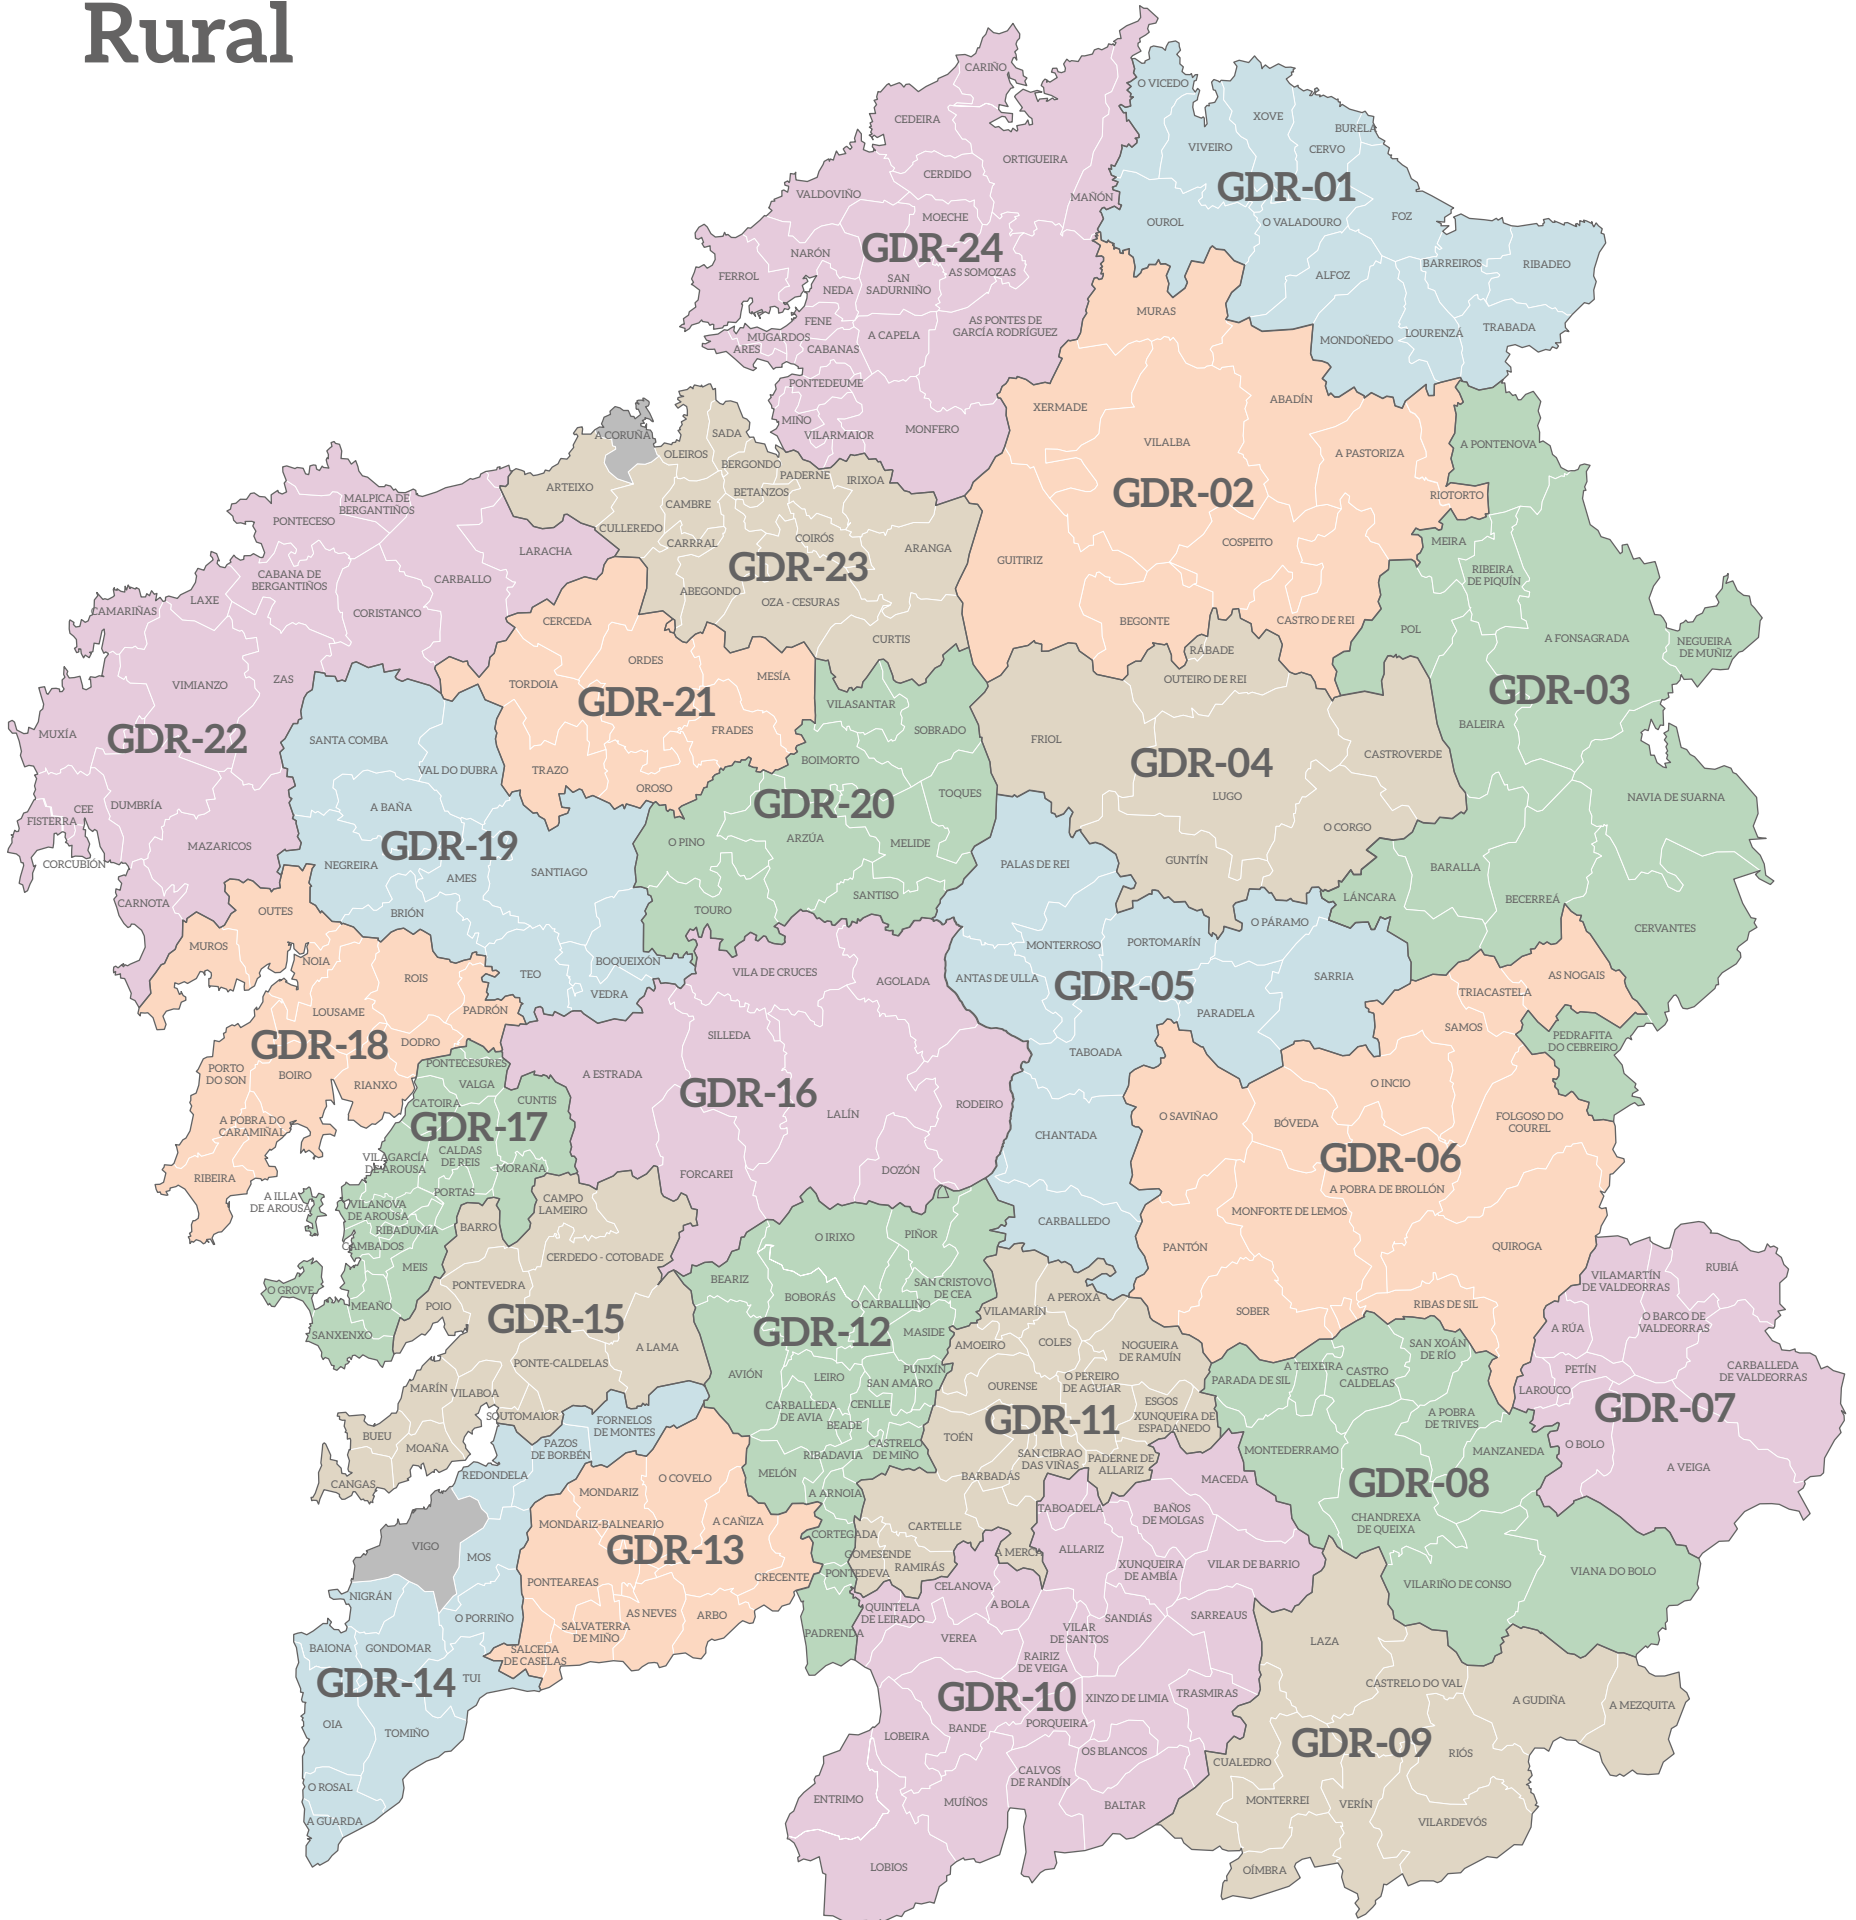 Rural
CARIÑO
O VICEDO
CEDEIRA
XOVE
BURELA
VIVEIRO
CERVO
ORTIGUEIRA
CERDIDO
GDR-01
VALDOVIÑO
MAÑÓN
MOECHE
OUROL
O VALADOURO
FOZ
GDR-24
NARÓN
FERROL
AS SOMOZAS
SAN
SADURNIÑO
NEDA
ALFOZ
BARREIROS
RIBADEO
MURAS
FENE
AS PONTES DE
GARCÍA RODRÍGUEZ
A CAPELA
MUGARDOS
ARES
CABANAS
MONDOÑEDO
LOURENZÁ
TRABADA
PONTEDEUME
XERMADE
ABADÍN
MIÑO
VILARMAIOR
MONFERO
A CORUÑA
SADA
VILALBA
A PONTENOVA
OLEIROS
BERGONDO
A PASTORIZA
PADERNE
IRIXOA
ARTEIXO
BETANZOS
GDR-02
RIOTORTO
MALPICA DE
BERGANTIÑOS
CAMBRE
PONTECESO
CULLEREDO
COIRÓS
CARRRAL
ARANGA
COSPEITO
MEIRA
LARACHA
GDR-23
GUITIRIZ
RIBEIRA
DE PIQUÍN
CABANA DE
BERGANTIÑOS
CARBALLO
ABEGONDO
OZA - CESURAS
LAXE
CAMARIÑAS
CORISTANCO
CERCEDA
BEGONTE
CASTRO DE REI
POL
A FONSAGRADA
NEGUEIRA
DE MUÑIZ
CURTIS
RÁBADE
ORDES
MESÍA
OUTEIRO DE REI
ZAS
VIMIANZO
TORDOIA
GDR-03
GDR-21
VILASANTAR
BALEIRA
FRADES
SOBRADO
MUXÍA
GDR-22
SANTA COMBA
FRIOL
CASTROVERDE
BOIMORTO
GDR-04
VAL DO DUBRA
TRAZO
OROSO
TOQUES
LUGO
NAVIA DE SUARNA
CEE
DUMBRÍA
A BAÑA
GDR-20
FISTERRA
O CORGO
MAZARICOS
GDR-19
O PINO
ARZÚA
MELIDE
CORCUBIÓN
NEGREIRA
SANTIAGO
AMES
PALAS DE REI
GUNTÍN
BARALLA
SANTISO
LÁNCARA
BECERREÁ
CARNOTA
OUTES
BRIÓN
TOURO
O PÁRAMO
CERVANTES
MUROS
MONTERROSO
PORTOMARÍN
NOIA
BOQUEIXÓN
TEO
ROIS
VILA DE CRUCES
AGOLADA
ANTAS DE ULLA
SARRIA
AS NOGAIS
GDR-05
TRIACASTELA
VEDRA
LOUSAME
PADRÓN
PARADELA
SAMOS
SILLEDA
GDR-18
DODRO
PEDRAFITA
DO CEBREIRO
TABOADA
PONTECESURES
PORTO
DO SON
BOIRO
RIANXO
VALGA
A ESTRADA
O INCIO
GDR-16
CATOIRA
CUNTIS
RODEIRO
LALÍN
O SAVIÑAO
BÓVEDA
FOLGOSO DO
COUREL
A POBRA DO
CARAMIÑAL
GDR-17
CHANTADA
CALDAS
DE REIS
VILAGARCÍA
DE AROUSA
MORAÑA
GDR-06
RIBEIRA
FORCAREI
DOZÓN
PORTAS
A POBRA DE BROLLÓN
A ILLA
DE AROUSA
CAMPO
LAMEIRO
VILANOVA
DE AROUSA
MONFORTE DE LEMOS
RIBADUMIA
BARRO
CARBALLEDO
CAMBADOS
O IRIXO
PIÑOR
PANTÓN
QUIROGA
CERDEDO - COTOBADE
MEIS
BEARIZ
RUBIÁ
O GROVE
PONTEVEDRA
SAN CRISTOVO
DE CEA
VILAMARTÍN
DE VALDEORRAS
BOBORÁS
MEAÑO
POIO
O CARBALLIÑO
VILAMARÍN
A PEROXA
SOBER
RIBAS DE SIL
GDR-15
GDR-12
MASIDE
O BARCO DE
VALDEORRAS
SANXENXO
A RÚA
A LAMA
AMOEIRO
COLES
NOGUEIRA
DE RAMUÍN
SAN XOÁN
DE RÍO
PONTE-CALDELAS
A TEIXEIRA
CASTRO
CALDELAS
PETÍN
CARBALLEDA
DE VALDEORRAS
AVIÓN
LEIRO
PUNXÍN
SAN AMARO
OURENSE
O PEREIRO
DE AGUIAR
PARADA DE SIL
LAROUCO
MARÍN
VILABOA
ESGOS
GDR-07
SOUTOMAIOR
CARBALLEDA
DE AVIA
CENLLE
GDR-11
XUNQUEIRA DE
ESPADANEDO
A POBRA
DE TRIVES
FORNELOS
DE MONTES
BEADE
BUEU
MOAÑA
PAZOS
DE BORBÉN
TOÉN
MONTEDERRAMO
MANZANEDA
O BOLO
RIBADAVIA
CASTRELO
DE MIÑO
SAN CIBRAO
DAS VIÑAS
PADERNE DE
ALLARIZ
A VEIGA
REDONDELA
O COVELO
MELÓN
BARBADÁS
MACEDA
GDR-08
CANGAS
MONDARIZ
A ARNOIA
TABOADELA
BAÑOS
DE MOLGAS
CHANDREXA
DE QUEIXA
MONDARIZ-BALNEARIO
A CAÑIZA
CORTEGADA
CARTELLE
VIGO
GDR-13
MOS
GOMESENDE
A MERCA
ALLARIZ
RAMIRÁS
XUNQUEIRA
DE AMBÍA
VILAR DE BARRIO
VIANA DO BOLO
PONTEAREAS
CRECENTE
PONTEDEVA
VILARIÑO DE CONSO
NIGRÁN
CELANOVA
A BOLA
QUINTELA
DE LEIRADO
O PORRIÑO
AS NEVES
ARBO
SANDIÁS
SARREAUS
SALVATERRA
DE MIÑO
PADRENDA
VEREA
VILAR
DE SANTOS
BAIONA
GONDOMAR
LAZA
SALCEDA
DE CASELAS
RAIRIZ
DE VEIGA
GDR-14
TUI
CASTRELO DO VAL
GDR-10
XINZO DE LIMIA
TRASMIRAS
A GUDIÑA
A MEZQUITA
OIA
TOMIÑO
PORQUEIRA
LOBEIRA
BANDE
GDR-09
OS BLANCOS
RIÓS
CUALEDRO
CALVOS
DE RANDÍN
O ROSAL
ENTRIMO
MUÍÑOS
BALTAR
MONTERREI
VERÍN
A GUARDA
VILARDEVÓS
LOBIOS
OÍMBRA